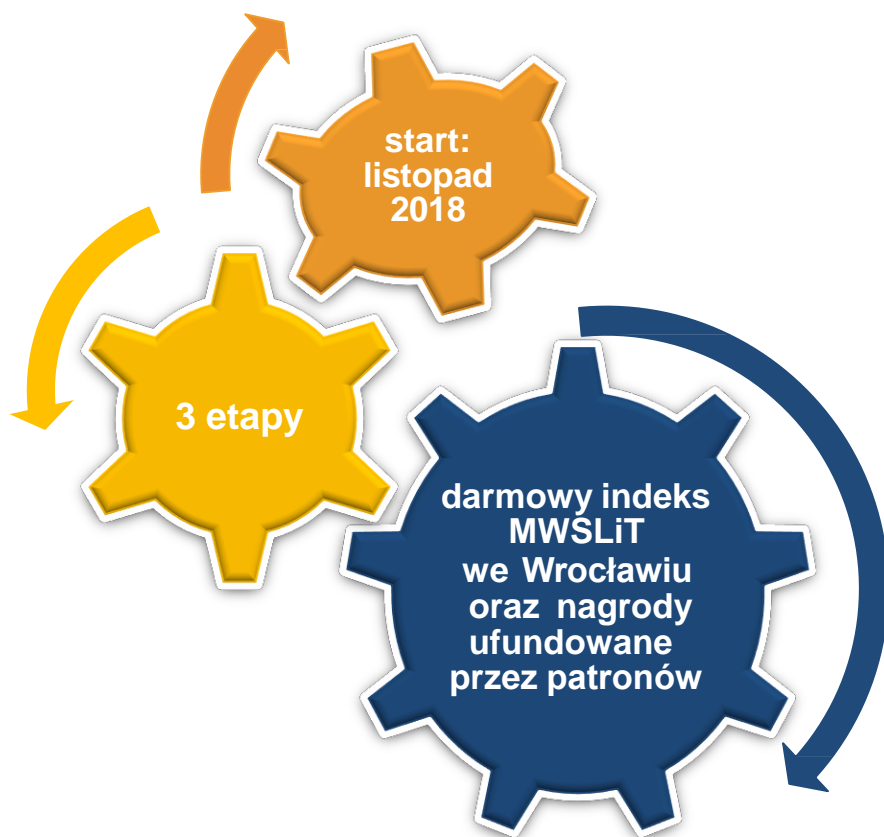 start:
listopad
2018
3 etapy
darmowy indeks
MWSLiT
we Wrocławiu
oraz nagrody
ufundowane
przez patronów